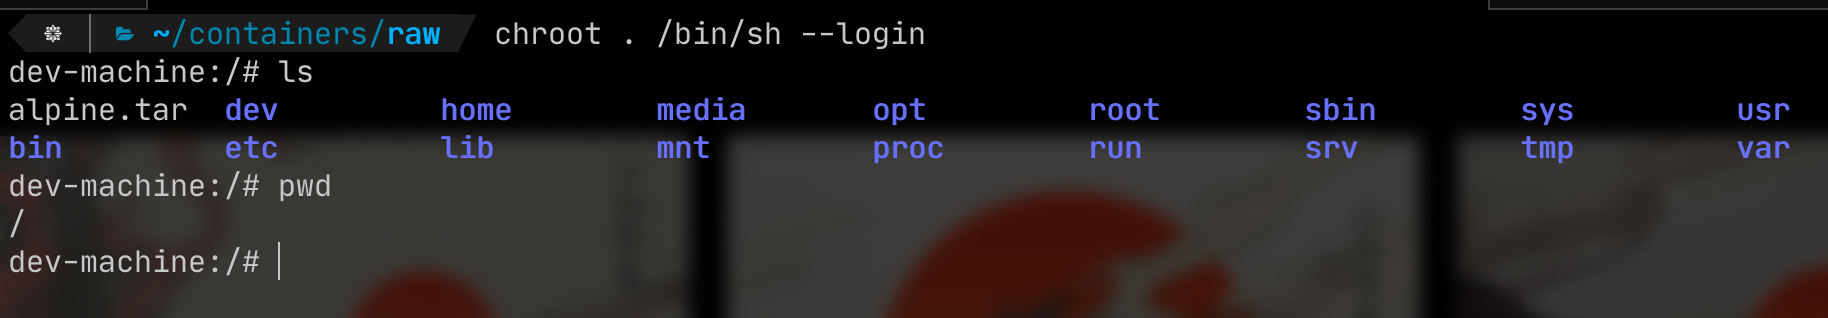 ~/containers/raw chroot . /bin/sh --login
dev-machine:/# ls
alpine.tar dev home media opt root sbin sys usr
bin etc lib mnt proc run srv tmp var
dev-machine:/# pwd
/
dev-machine:/#